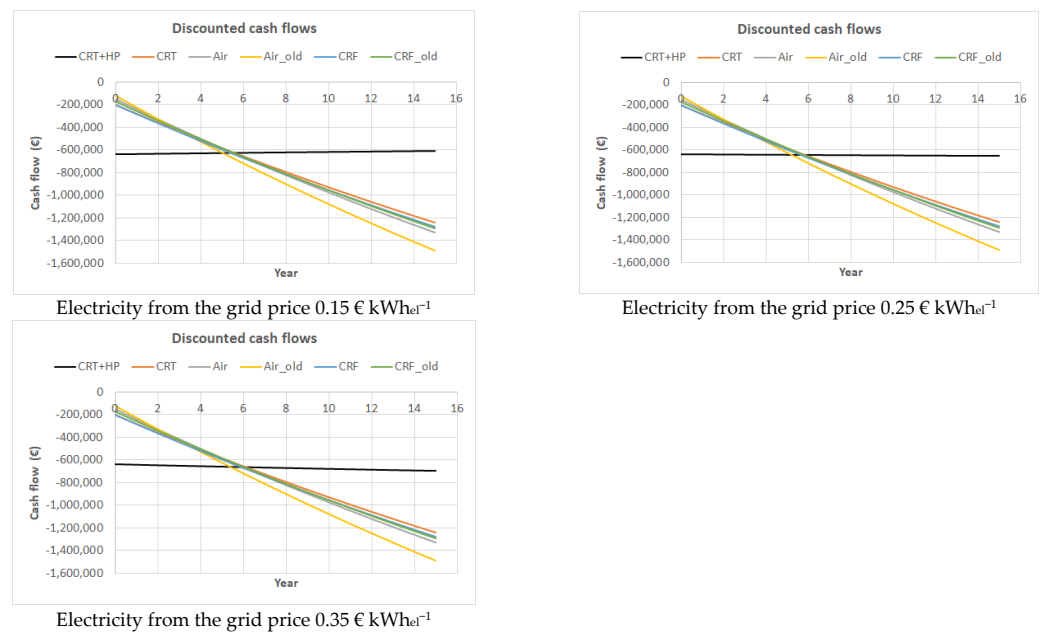 Discounted cash flows
CRT+HP CRT Air Air_old CRF CRF_old
0
0 2 4 6 8 10 12 14 16
-200,000
-400,000
-600,000
-800,000
-1,000,000
-1,200,000
-1,400,000
-1,600,000
Cash flow (€)
Year
Electricity from the grid price 0.15 € kWhel⁻¹
Discounted cash flows
CRT+HP CRT Air Air_old CRF CRF_old
0
0 2 4 6 8 10 12 14 16
-200,000
-400,000
-600,000
-800,000
-1,000,000
-1,200,000
-1,400,000
-1,600,000
Cash flow (€)
Year
Electricity from the grid price 0.25 € kWhel⁻¹
Discounted cash flows
CRT+HP CRT Air Air_old CRF CRF_old
0
0 2 4 6 8 10 12 14 16
-200,000
-400,000
-600,000
-800,000
-1,000,000
-1,200,000
-1,400,000
-1,600,000
Cash flow (€)
Year
Electricity from the grid price 0.35 € kWhel⁻¹